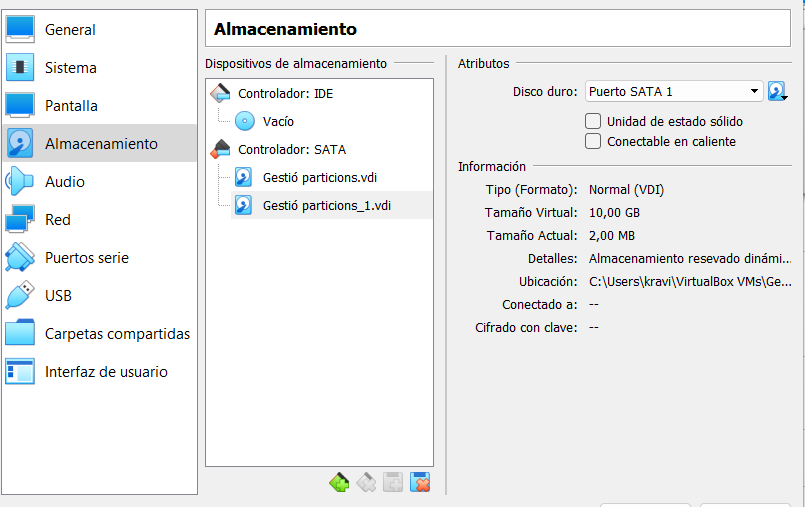 General
Sistema
Pantalla
Almacenamiento
Audio
Red
Puertos serie
USB
Carpetas compartidas
Interfaz de usuario
Almacenamiento
Dispositivos de almacenamiento
Controlador: IDE
Vacío
Controlador: SATA
Gestió particions.vdi
Gestió particions_1.vdi
Atributos
Disco duro: Puerto SATA 1
Unidad de estado sólido
Conectable en caliente
Información
Tipo (Formato): Normal (VDI)
Tamaño Virtual: 10,00 GB
Tamaño Actual: 2,00 MB
Detalles: Almacenamiento resevado dinámi...
Ubicación: C:\Users\kravi\VirtualBox VMs\Ge...
Conectado a: --
Cifrado con clave: --